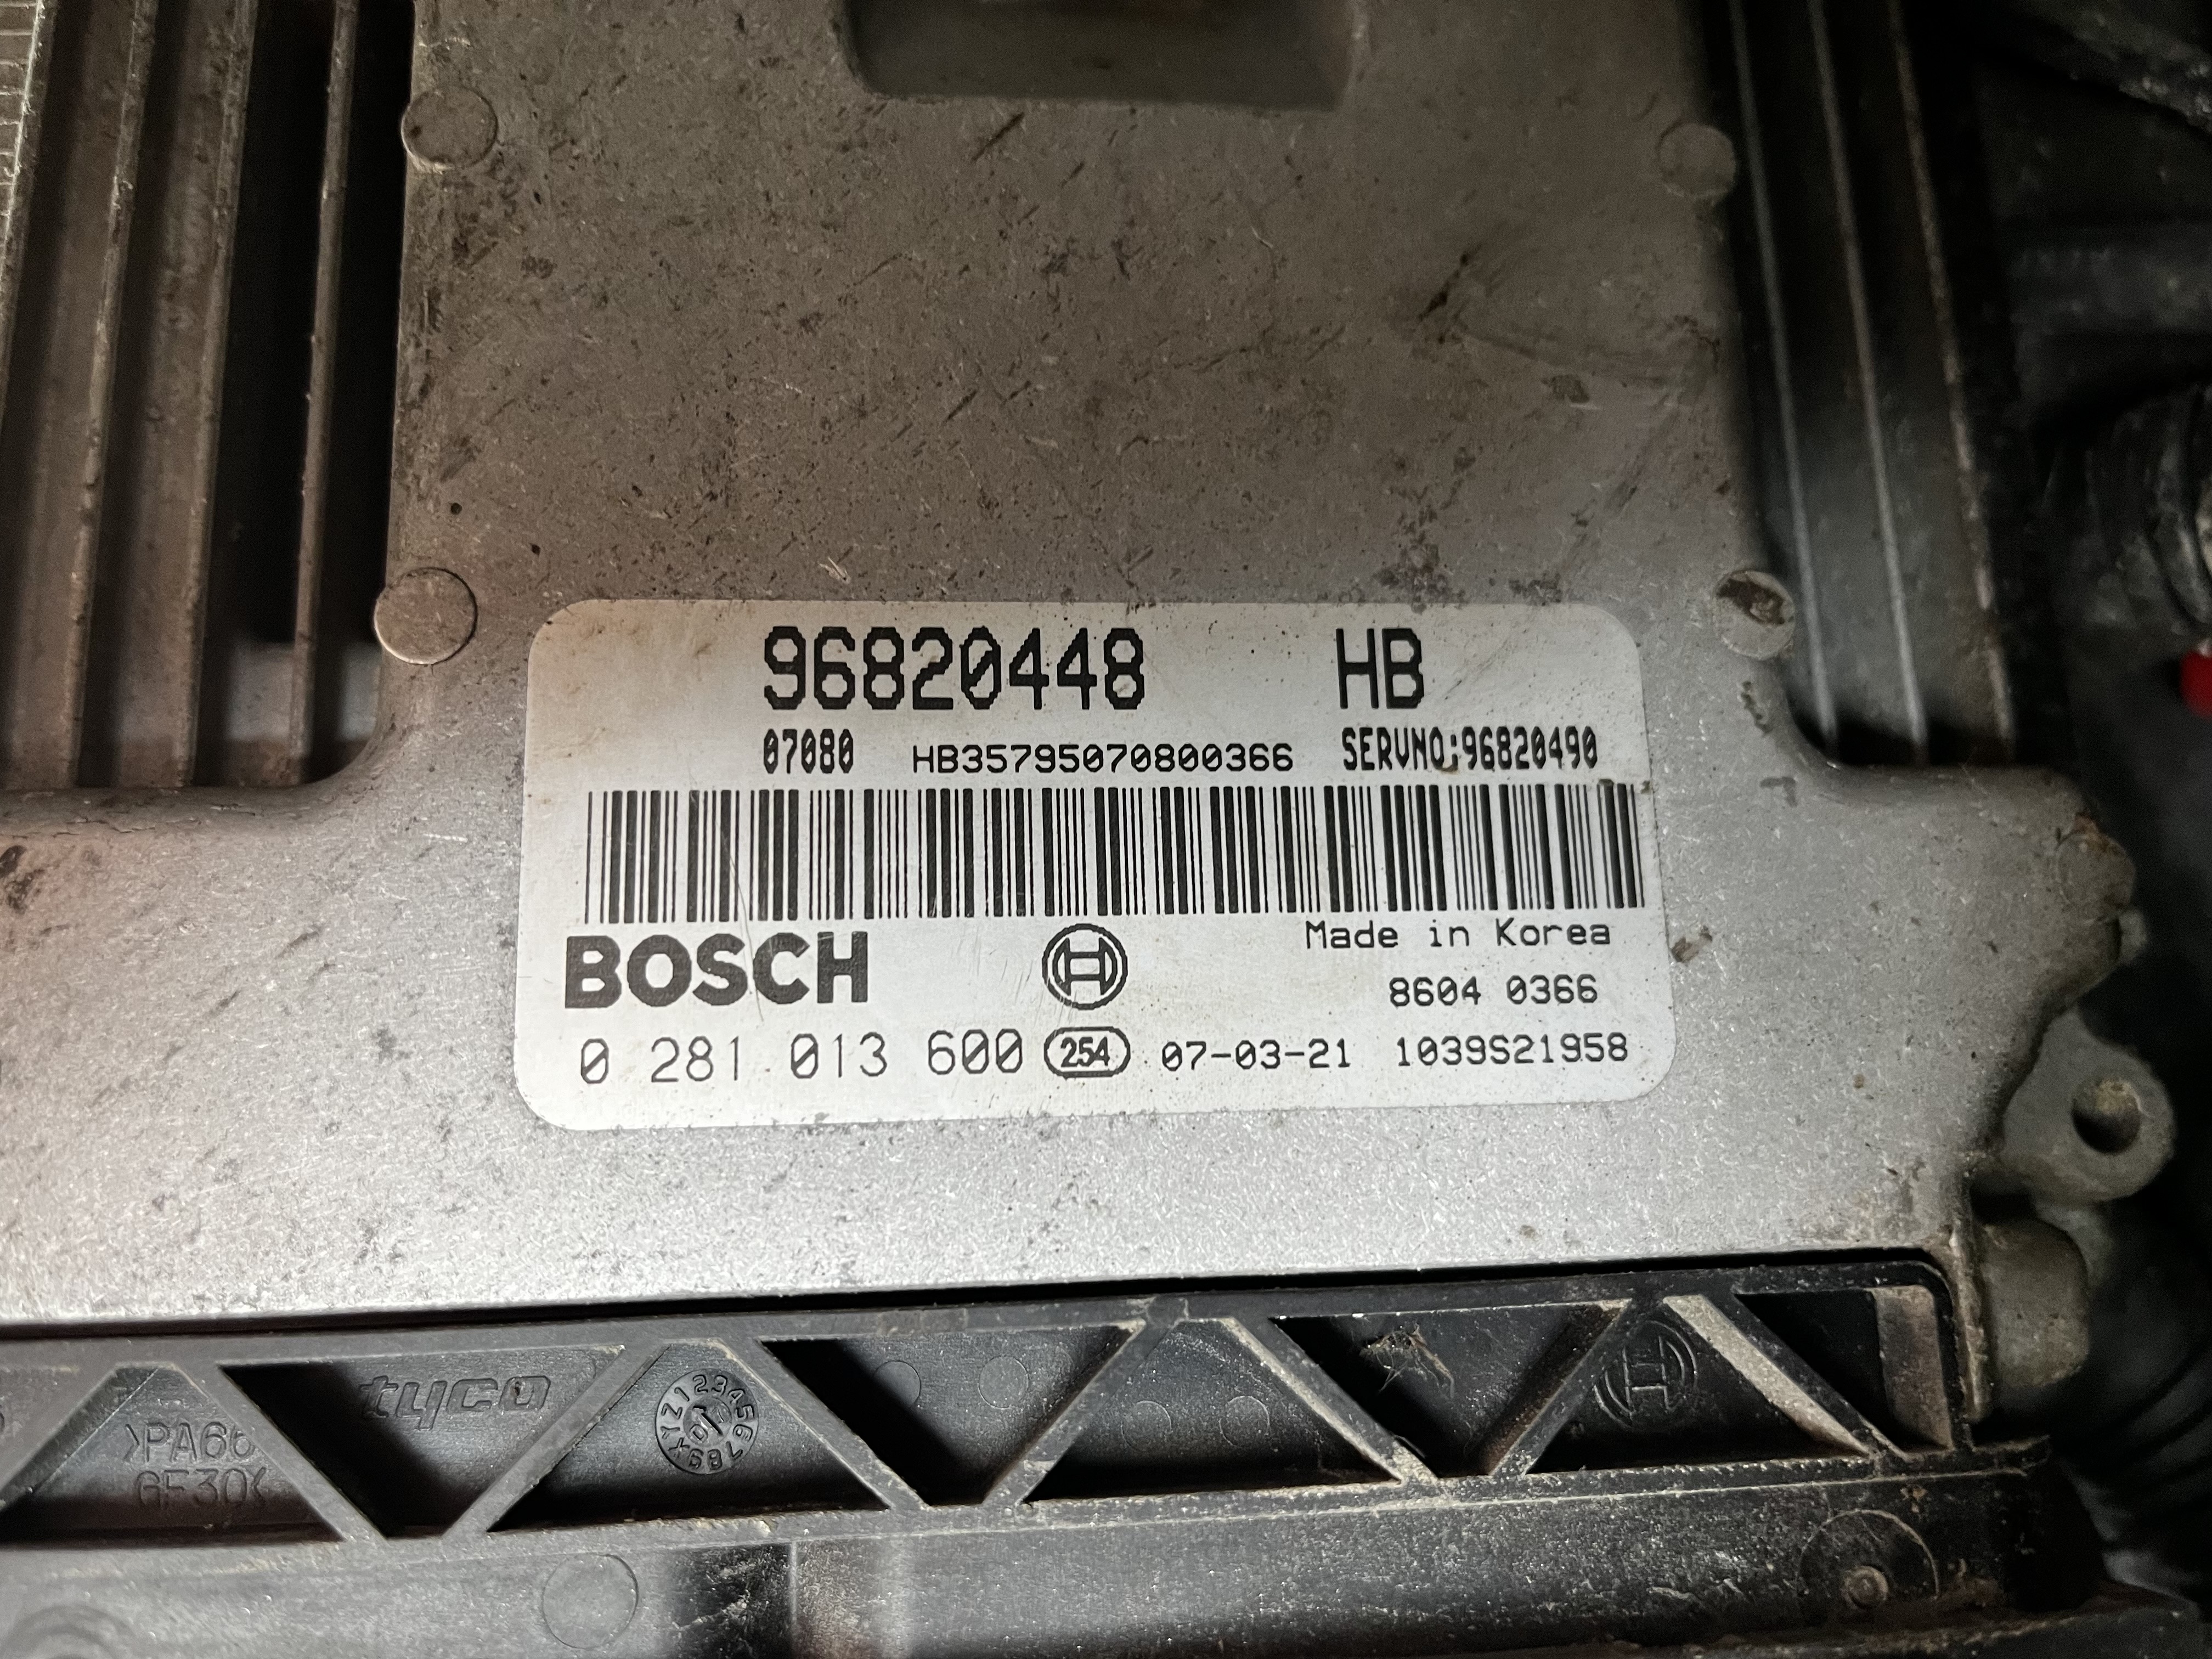 96820448 HB
07080 HB35795070800366 SERVNO:96820490
BOSCH
Made in Korea
8604 0366
0 281 013 600 254 07-03-21 1039S21958
tyco
>PA66
GF30<